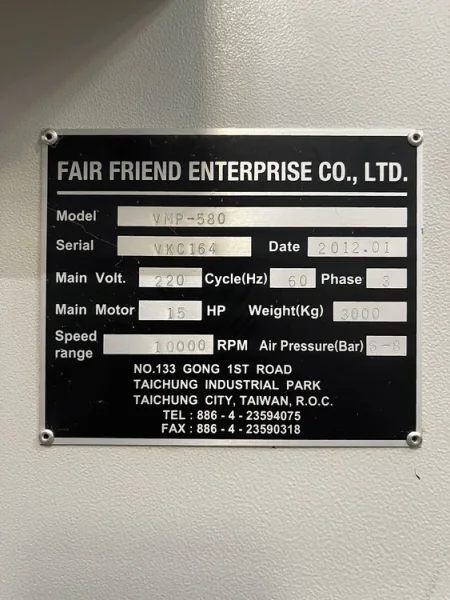 FAIR FRIEND ENTERPRISE CO., LTD.
Model VMP-580
Serial VKC164 Date 2012.01
Main Volt. 220 Cycle(Hz) 60 Phase 3
Main Motor 15 HP Weight(Kg) 3000
Speed range 10000 RPM Air Pressure(Bar) 6-8
NO.133 GONG 1ST ROAD
TAICHUNG INDUSTRIAL PARK
TAICHUNG CITY, TAIWAN, R.O.C.
TEL : 886 - 4 - 23594075
FAX : 886 - 4 - 23590318